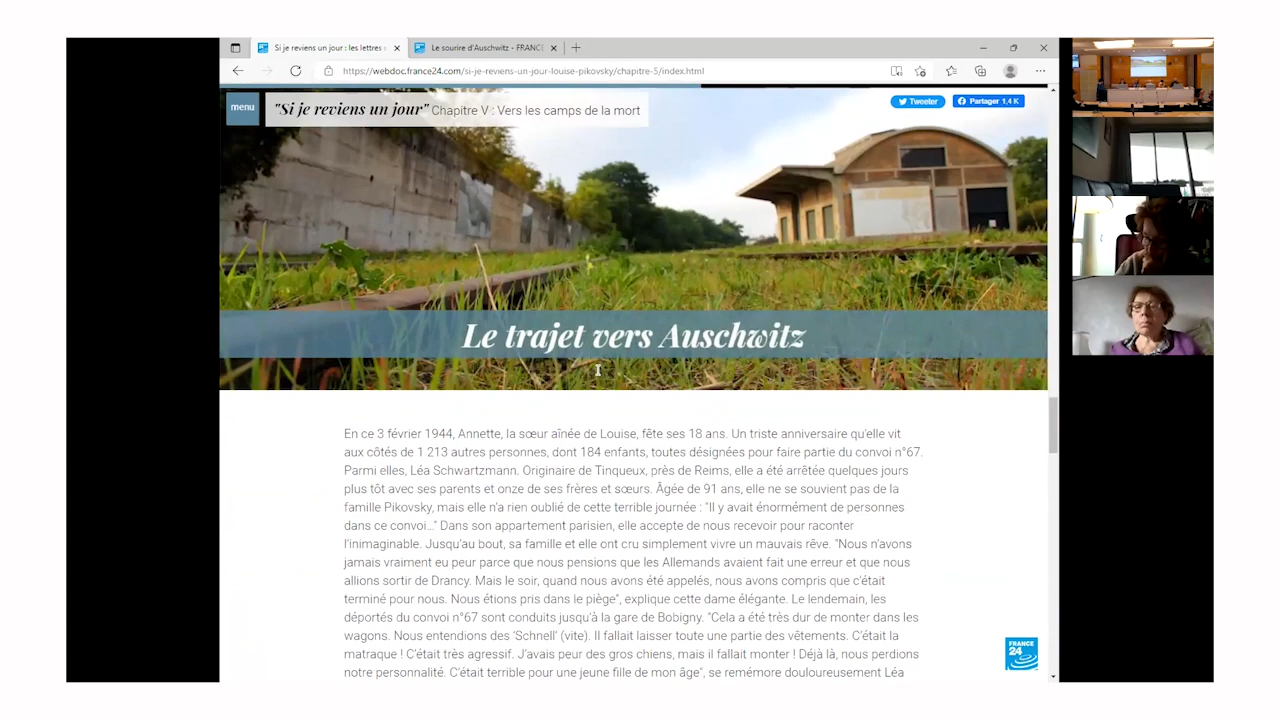 Si je reviens un jour : les lettres
Le sourire d'Auschwitz - FRANCE
https://webdoc.france24.com/si-je-reviens-un-jour-louise-pikovsky/chapitre-5/index.html
menu
"Si je reviens un jour" Chapitre V : Vers les camps de la mort
Tweeter
Partager 1,4 K
Le trajet vers Auschwitz
En ce 3 février 1944, Annette, la sœur aînée de Louise, fête ses 18 ans. Un triste anniversaire qu'elle vit
aux côtés de 1 213 autres personnes, dont 184 enfants, toutes désignées pour faire partie du convoi n°67.
Parmi elles, Léa Schwartzmann. Originaire de Tinqueux, près de Reims, elle a été arrêtée quelques jours
plus tôt avec ses parents et onze de ses frères et sœurs. Âgée de 91 ans, elle ne se souvient pas de la
famille Pikovsky, mais elle n'a rien oublié de cette terrible journée : "Il y avait énormément de personnes
dans ce convoi…" Dans son appartement parisien, elle accepte de nous recevoir pour raconter
l'inimaginable. Jusqu'au bout, sa famille et elle ont cru simplement vivre un mauvais rêve. "Nous n'avons
jamais vraiment eu peur parce que nous pensions que les Allemands avaient fait une erreur et que nous
allions sortir de Drancy. Mais le soir, quand nous avons été appelés, nous avons compris que c'était
terminé pour nous. Nous étions pris dans le piège", explique cette dame élégante. Le lendemain, les
déportés du convoi n°67 sont conduits jusqu'à la gare de Bobigny. "Cela a été très dur de monter dans les
wagons. Nous entendions des 'Schnell' (vite). Il fallait laisser toute une partie des vêtements. C'était la
matraque ! C'était très agressif. J'avais peur des gros chiens, mais il fallait monter ! Déjà là, nous perdions
notre personnalité. C'était terrible pour une jeune fille de mon âge", se remémore douloureusement Léa
FRANCE
24